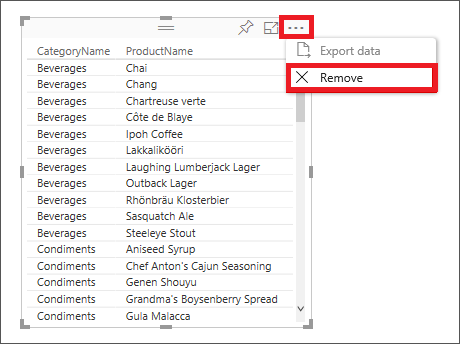 Export data
Remove
CategoryName ProductName
Beverages Chai
Beverages Chang
Beverages Chartreuse verte
Beverages Côte de Blaye
Beverages Ipoh Coffee
Beverages Lakkalikööri
Beverages Laughing Lumberjack Lager
Beverages Outback Lager
Beverages Rhönbräu Klosterbier
Beverages Sasquatch Ale
Beverages Steeleye Stout
Condiments Aniseed Syrup
Condiments Chef Anton's Cajun Seasoning
Condiments Genen Shouyu
Condiments Grandma's Boysenberry Spread
Condiments Gula Malacca